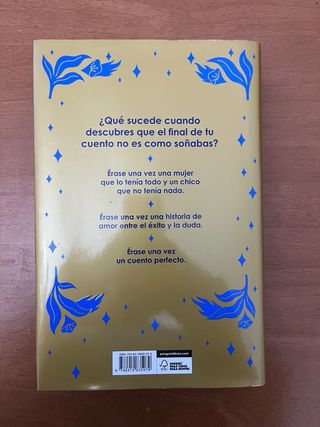 ¿Qué sucede cuando
descubres que el final de tu
cuento no es como soñabas?
Érase una vez una mujer
que lo tenía todo y un chico
que no tenía nada.
Érase una vez una historia de
amor entre el éxito y la duda.
Érase una vez
un cuento perfecto.
penguinlibros.com
FSC